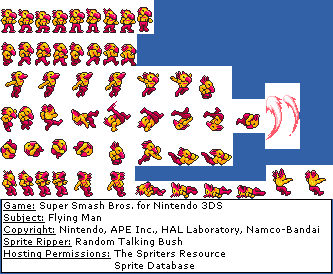 Game: Super Smash Bros. for Nintendo 3DS
Subject: Flying Man
Copyright: Nintendo, APE Inc., HAL Laboratory, Namco-Bandai
Sprite Ripper: Random Talking Bush
Hosting Permissions: The Spriters Resource
Sprite Database